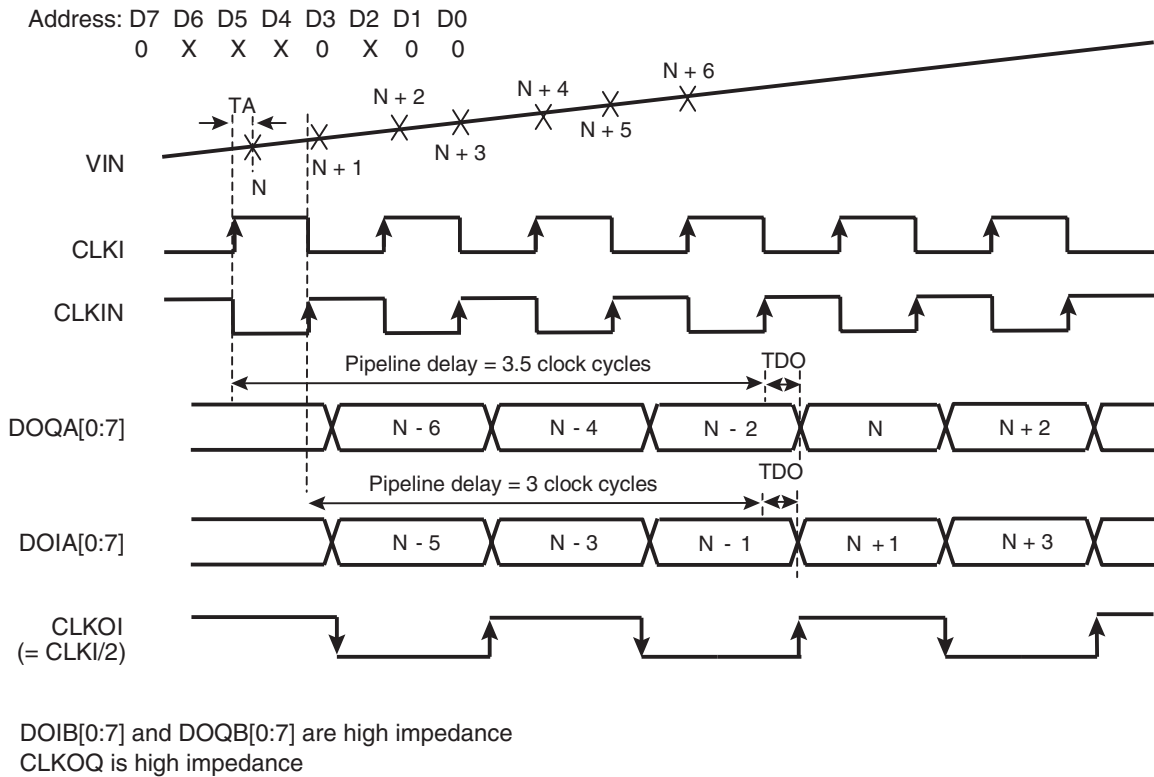 Address: D7 D6 D5 D4 D3 D2 D1 D0
0 X X X 0 X 0 0
N + 6
N + 4
N + 2
TA
N + 5
N + 3
N + 1
VIN
N
CLKI
CLKIN
Pipeline delay = 3.5 clock cycles
TDO
DOQA[0:7]
N - 6
N - 4
N - 2
N
N + 2
TDO
Pipeline delay = 3 clock cycles
DOIA[0:7]
N - 5
N - 3
N - 1
N + 1
N + 3
CLKOI
(= CLKI/2)
DOIB[0:7] and DOQB[0:7] are high impedance
CLKOQ is high impedance